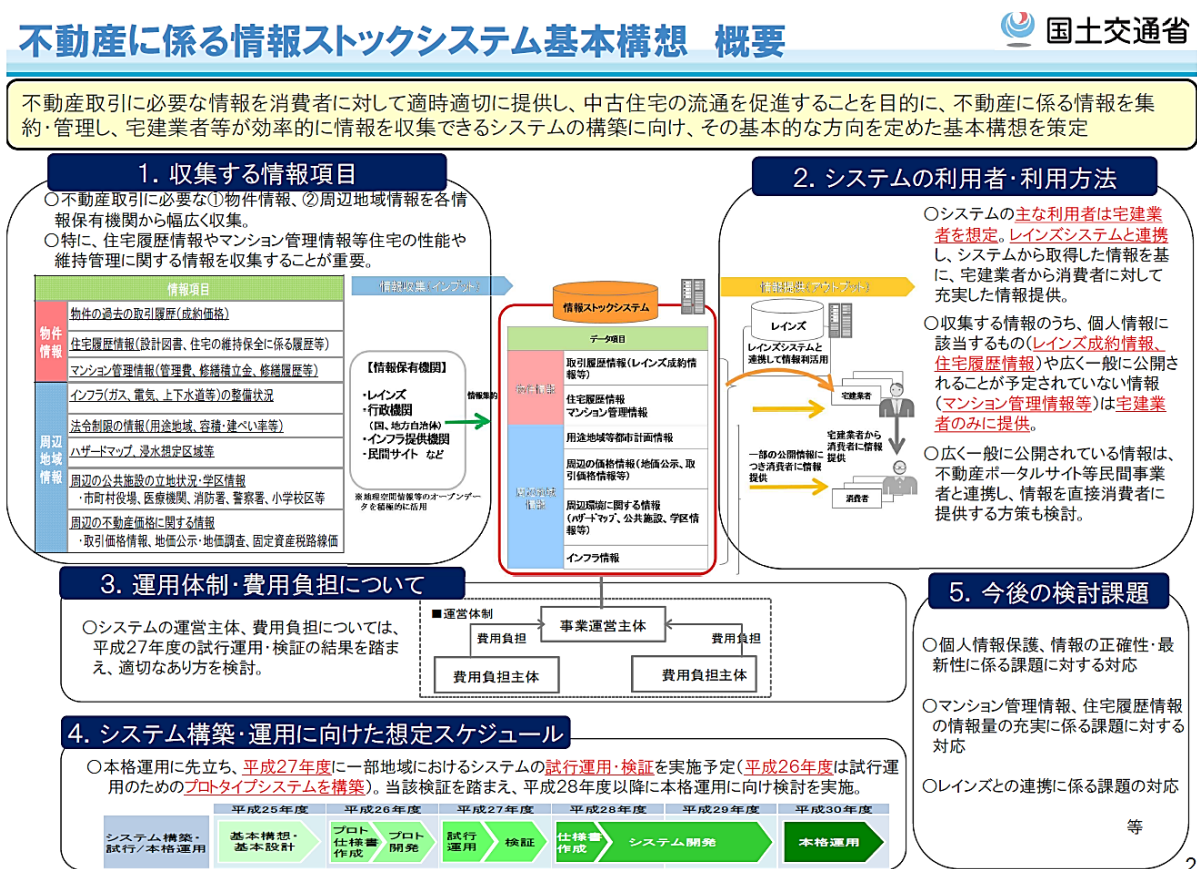 不動産に係る情報ストックシステム基本構想 概要
国土交通省
不動産取引に必要な情報を消費者に対して適時適切に提供し、中古住宅の流通を促進することを目的に、不動産に係る情報を集
約・管理し、宅建業者等が効率的に情報を収集できるシステムの構築に向け、その基本的な方向を定めた基本構想を策定
1. 収集する情報項目
○不動産取引に必要な①物件情報、②周辺地域情報を各情
報保有機関から幅広く収集。
○特に、住宅履歴情報やマンション管理情報等住宅の性能や
維持管理に関する情報を収集することが重要。
情報項目
物件
情報
物件の過去の取引履歴(成約価格)
住宅履歴情報(設計図書、住宅の維持保全に係る履歴等)
マンション管理情報(管理費、修繕積立金、修繕履歴等)
周辺
地域
情報
インフラ(ガス、電気、上下水道等)の整備状況
法令制限の情報(用途地域、容積・建ぺい率等)
ハザードマップ、浸水想定区域等
周辺の公共施設の立地状況・学区情報
・市町村役場、医療機関、消防署、警察署、小学校区等
周辺の不動産価格に関する情報
・取引価格情報、地価公示・地価調査、固定資産税路線価
情報収集(インプット)
【情報保有機関】
・レインズ
・行政機関
(国、地方自治体)
・インフラ提供機関
・民間サイト など
※地理空間情報等のオープンデー
タを積極的に活用
情報集約
情報ストックシステム
データ項目
物件情報
取引履歴情報(レインズ成約情
報等)
住宅履歴情報
マンション管理情報
周辺地域
情報
用途地域等都市計画情報
周辺の価格情報(地価公示、取
引価格情報等)
周辺環境に関する情報
(ハザードマップ、公共施設、学区情
報等)
インフラ情報
2. システムの利用者・利用方法
情報提供(アウトプット)
レインズ
レインズシステムと
連携して情報利活用
宅建業者
宅建業者から
消費者に情報
提供
一部の公開情報に
つき消費者に情報
提供
消費者
○システムの主な利用者は宅建業
者を想定。レインズシステムと連携
し、システムから取得した情報を基
に、宅建業者から消費者に対して
充実した情報提供。
○収集する情報のうち、個人情報に
該当するもの(レインズ成約情報、
住宅履歴情報)や広く一般に公開さ
れることが予定されていない情報
(マンション管理情報等)は宅建業
者のみに提供。
○広く一般に公開されている情報は、
不動産ポータルサイト等民間事業
者と連携し、情報を直接消費者に
提供する方策も検討。
3. 運用体制・費用負担について
○システムの運営主体、費用負担については、
平成27年度の試行運用・検証の結果を踏ま
え、適切なあり方を検討。
■運営体制
事業運営主体
費用負担
費用負担
費用負担主体
費用負担主体
4. システム構築・運用に向けた想定スケジュール
○本格運用に先立ち、平成27年度に一部地域におけるシステムの試行運用・検証を実施予定(平成26年度は試行運
用のためのプロトタイプシステムを構築)。当該検証を踏まえ、平成28年度以降に本格運用に向け検討を実施。
平成25年度 平成26年度 平成27年度 平成28年度 平成29年度 平成30年度
システム構築・
試行/本格運用
基本構想・
基本設計
プロト
仕様書
作成
プロト
開発
試行
運用
検証
仕様書
作成
システム開発
本格運用
5. 今後の検討課題
○個人情報保護、情報の正確性・最
新性に係る課題に対する対応
○マンション管理情報、住宅履歴情報
の情報量の充実に係る課題に対する
対応
○レインズとの連携に係る課題の対応
等
2